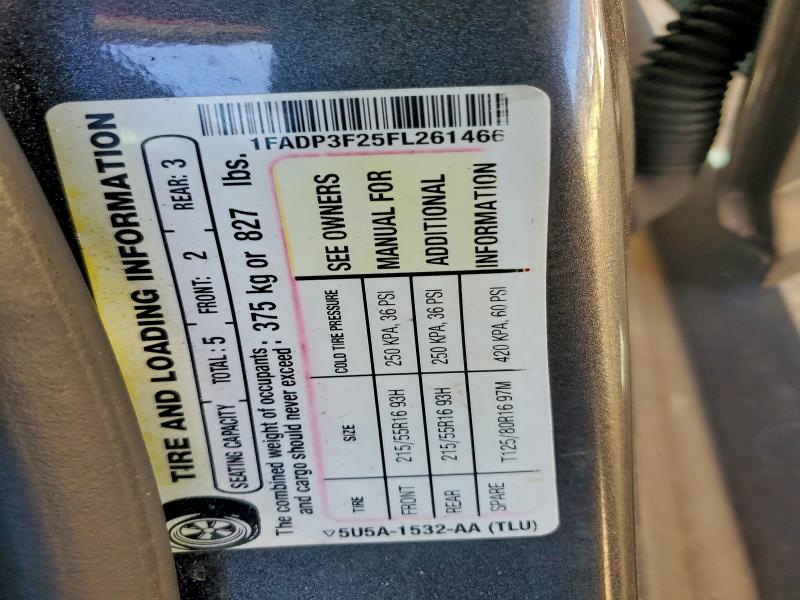 TIRE AND LOADING INFORMATION
SEATING CAPACITY TOTAL: 5 FRONT: 2 REAR: 3
The combined weight of occupants
and cargo should never exceed: 375 kg or 827 lbs.
TIRE SIZE COLD TIRE PRESSURE
FRONT 215/55R16 93H 250 KPA, 36 PSI
REAR 215/55R16 93H 250 KPA, 36 PSI
SPARE T125/80R16 97M 420 KPA, 60 PSI
SEE OWNERS
MANUAL FOR
ADDITIONAL
INFORMATION
1FADP3F25FL261466
5U5A-1532-AA (TLU)